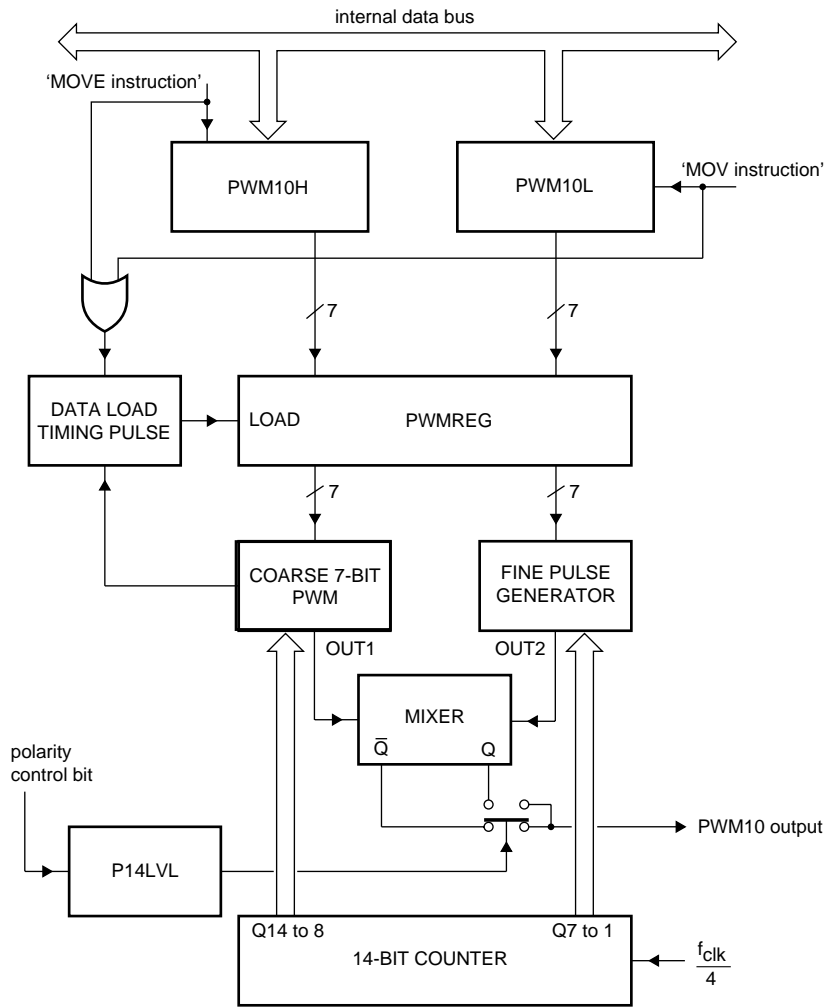 internal data bus
‘MOVE instruction’
PWM10H
PWM10L
‘MOV instruction’
7
7
DATA LOAD
TIMING PULSE
LOAD
PWMREG
7
7
COARSE 7-BIT
PWM
FINE PULSE
GENERATOR
OUT1
OUT2
MIXER
Q̅
Q
polarity
control bit
PWM10 output
P14LVL
Q14 to 8
Q7 to 1
14-BIT COUNTER
fclk
4